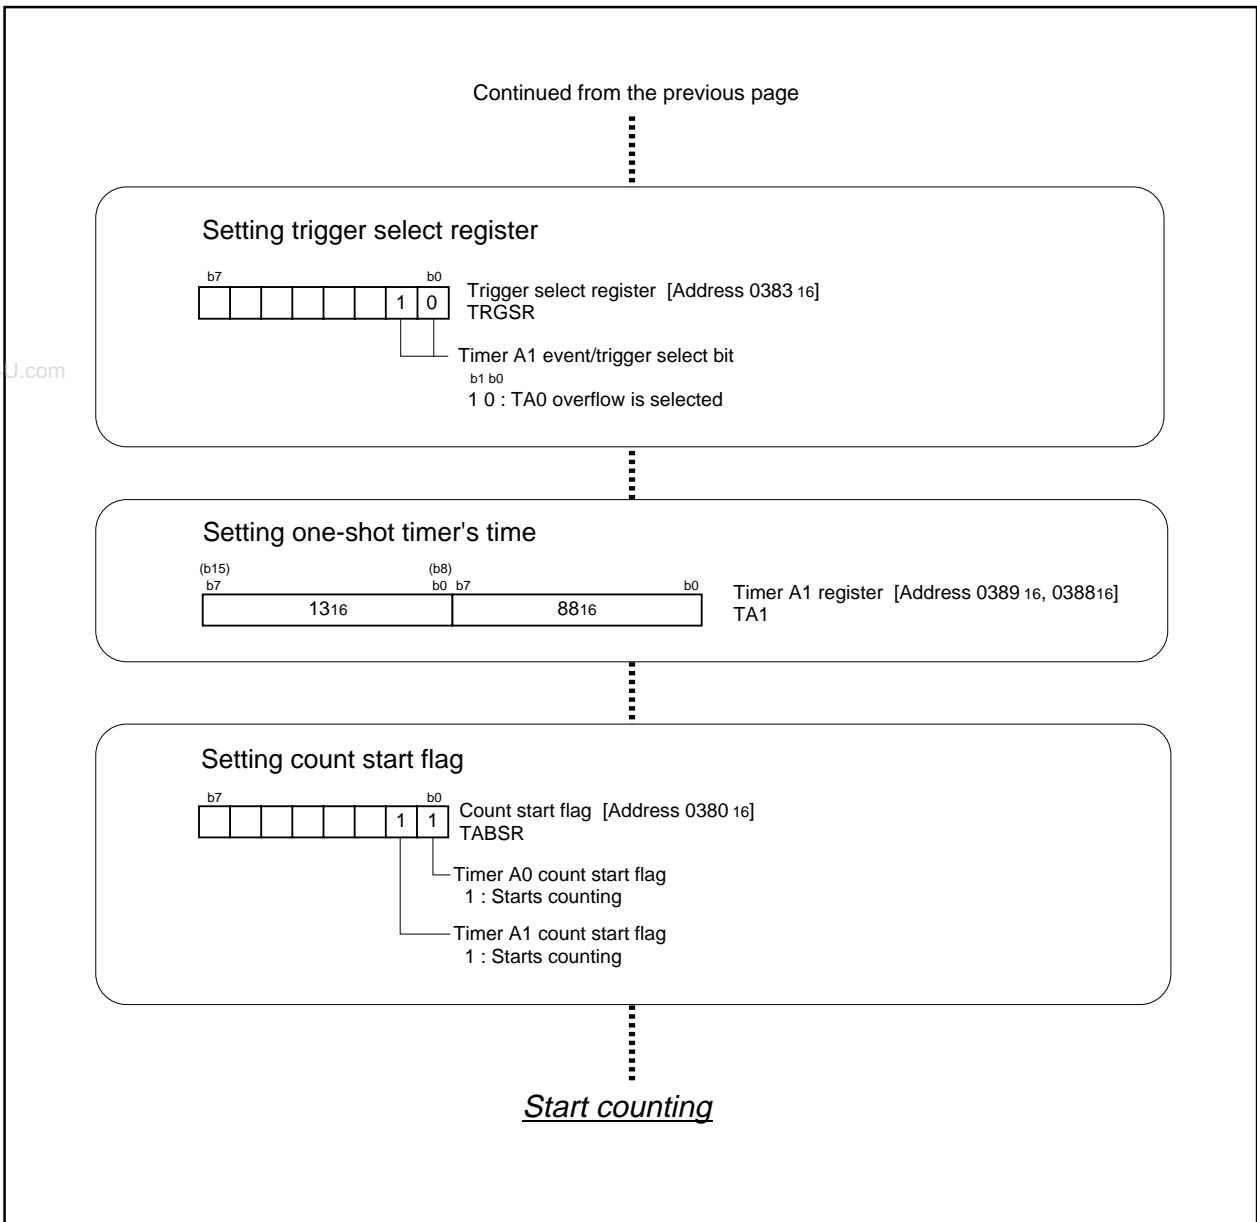 Continued from the previous page
Setting trigger select register
b7 b0
1 0
Trigger select register [Address 0383 16]
TRGSR
Timer A1 event/trigger select bit
b1 b0
1 0 : TA0 overflow is selected
U.com
Setting one-shot timer's time
(b15) (b8)
b7 b0 b7 b0
1316 8816
Timer A1 register [Address 0389 16, 038816]
TA1
Setting count start flag
b7 b0
1 1
Count start flag [Address 0380 16]
TABSR
Timer A0 count start flag
1 : Starts counting
Timer A1 count start flag
1 : Starts counting
Start counting